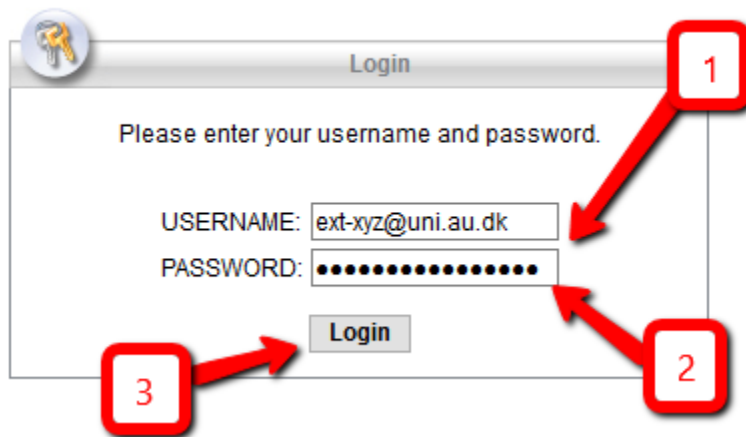 Login
1
Please enter your username and password.
USERNAME: ext-xyz@uni.au.dk
PASSWORD: ●●●●●●●●●●●●●●●●
Login
2
3